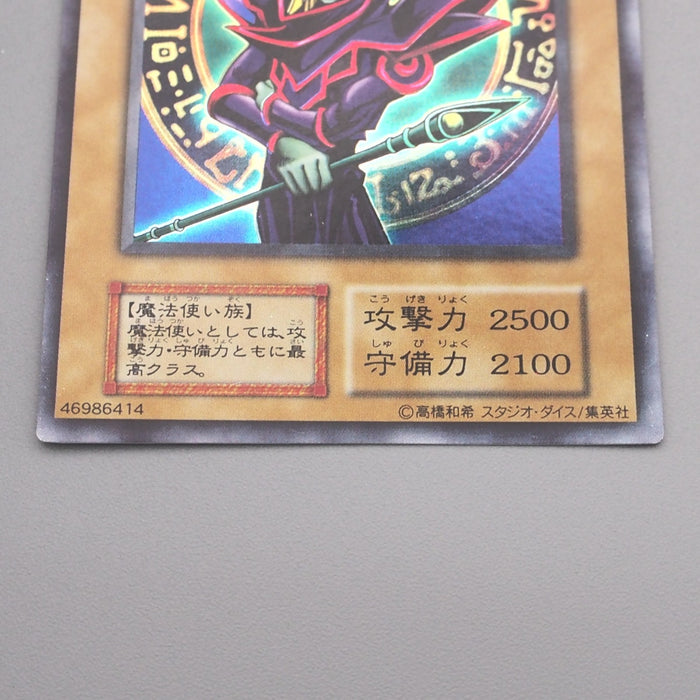 【魔法使い族】
魔法使いとしては、攻
撃力・守備力ともに最
高クラス。
攻撃力 2500
守備力 2100
46986414
©高橋和希 スタジオ・ダイス/集英社